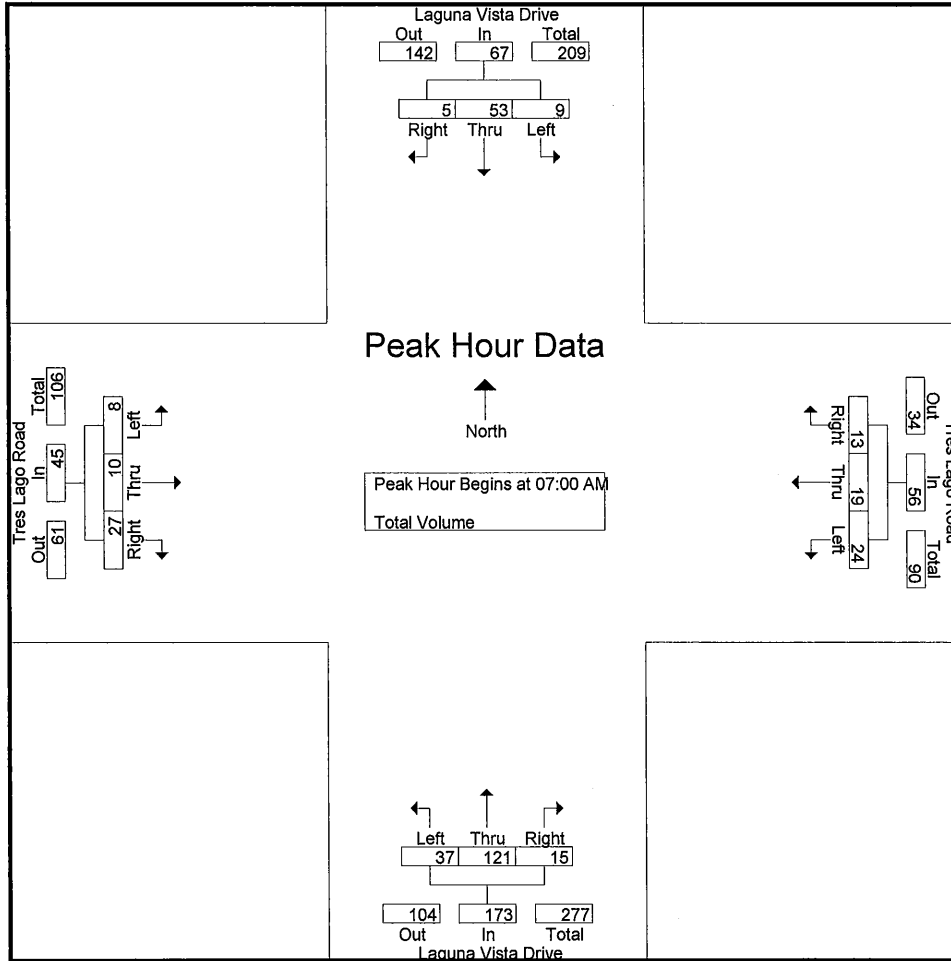 Laguna Vista Drive
Out In Total
142 67 209
5 53 9
Right Thru Left
Peak Hour Data
North
Peak Hour Begins at 07:00 AM
Total Volume
Tres Lago Road
Out In Total
61 45 106
27 10 8
Right Thru Left
Tres Lago Road
Out In Total
34 56 90
13 19 24
Right Thru Left
Left Thru Right
37 121 15
104 173 277
Out In Total
Laguna Vista Drive